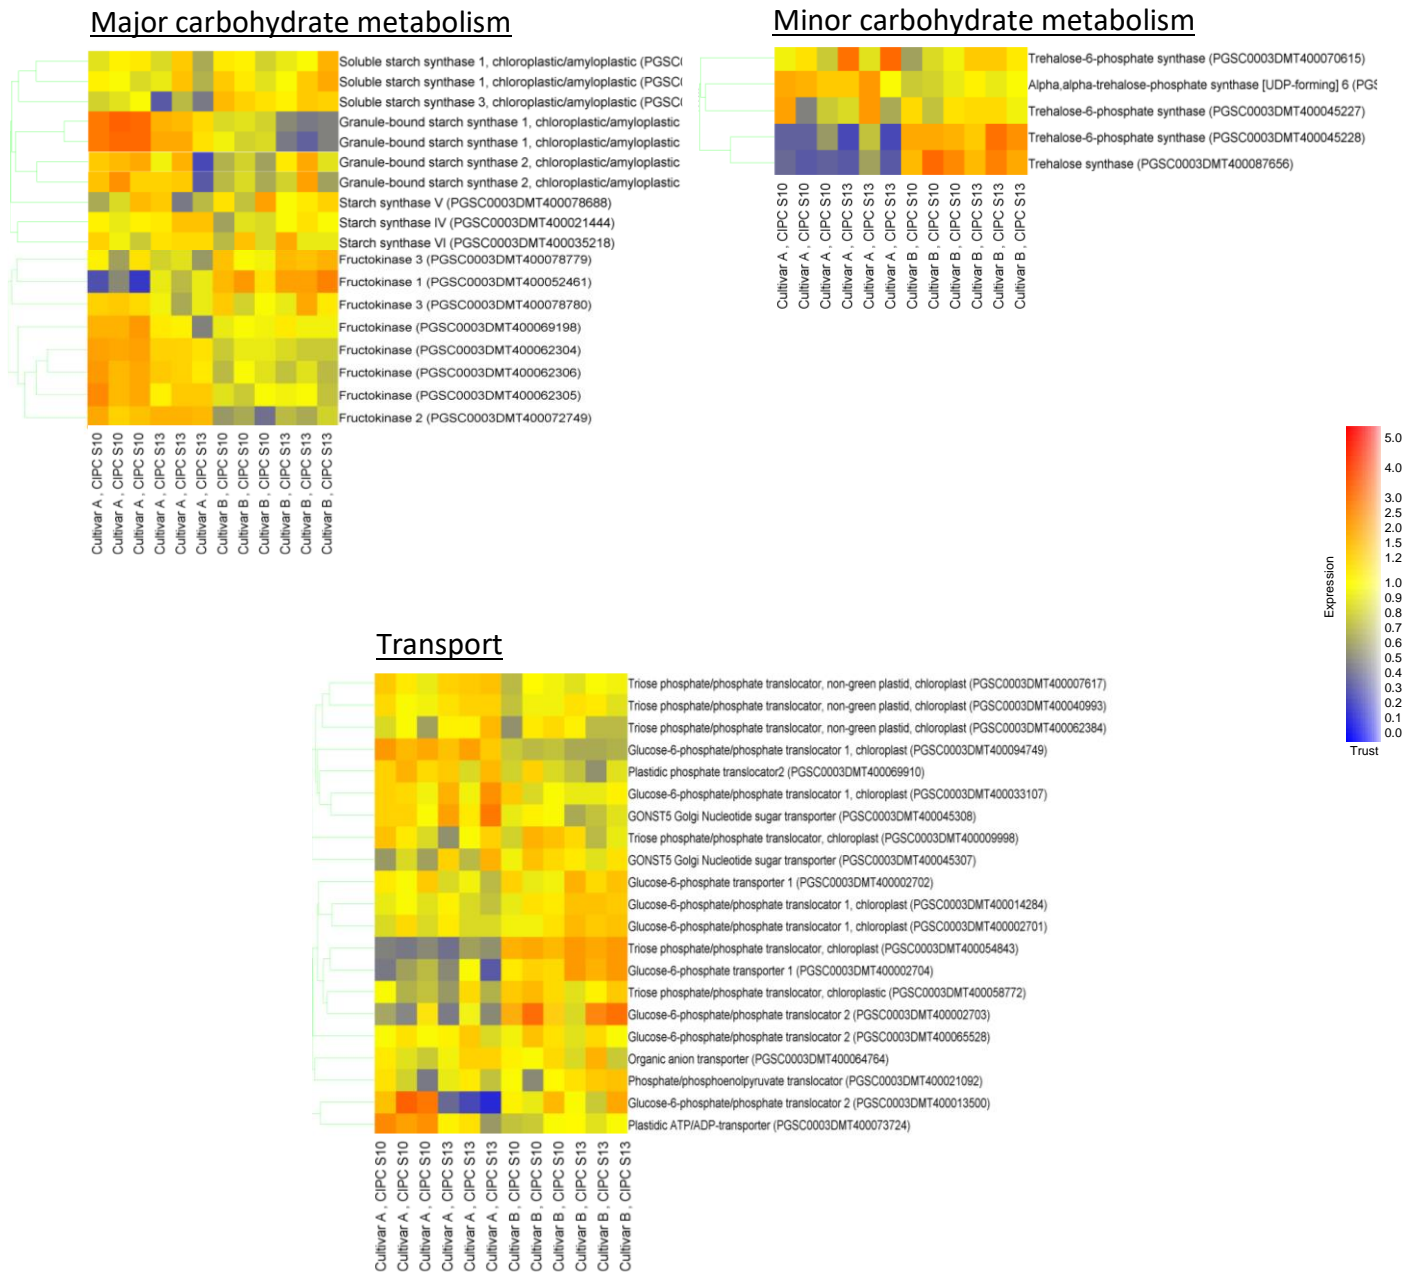 Major carbohydrate metabolism
Soluble starch synthase 1, chloroplastic/amyloplastic (PGSC(
Soluble starch synthase 1, chloroplastic/amyloplastic (PGSC(
Soluble starch synthase 3, chloroplastic/amyloplastic (PGSC(
Granule-bound starch synthase 1, chloroplastic/amyloplastic
Granule-bound starch synthase 1, chloroplastic/amyloplastic
Granule-bound starch synthase 2, chloroplastic/amyloplastic
Granule-bound starch synthase 2, chloroplastic/amyloplastic
Starch synthase V (PGSC0003DMT400078688)
Starch synthase IV (PGSC0003DMT400021444)
Starch synthase VI (PGSC0003DMT400035218)
Fructokinase 3 (PGSC0003DMT400078779)
Fructokinase 1 (PGSC0003DMT400052461)
Fructokinase 3 (PGSC0003DMT400078780)
Fructokinase (PGSC0003DMT400069198)
Fructokinase (PGSC0003DMT400062304)
Fructokinase (PGSC0003DMT400062306)
Fructokinase (PGSC0003DMT400062305)
Fructokinase 2 (PGSC0003DMT400072749)
Cultivar A , CIPC S10
Cultivar A , CIPC S10
Cultivar A , CIPC S10
Cultivar A , CIPC S13
Cultivar A , CIPC S13
Cultivar A , CIPC S13
Cultivar B , CIPC S10
Cultivar B , CIPC S10
Cultivar B , CIPC S10
Cultivar B , CIPC S13
Cultivar B , CIPC S13
Cultivar B , CIPC S13
Minor carbohydrate metabolism
Trehalose-6-phosphate synthase (PGSC0003DMT400070615)
Alpha,alpha-trehalose-phosphate synthase [UDP-forming] 6 (PGS
Trehalose-6-phosphate synthase (PGSC0003DMT400045227)
Trehalose-6-phosphate synthase (PGSC0003DMT400045228)
Trehalose synthase (PGSC0003DMT400087656)
Cultivar A , CIPC S10
Cultivar A , CIPC S10
Cultivar A , CIPC S10
Cultivar A , CIPC S13
Cultivar A , CIPC S13
Cultivar A , CIPC S13
Cultivar B , CIPC S10
Cultivar B , CIPC S10
Cultivar B , CIPC S10
Cultivar B , CIPC S13
Cultivar B , CIPC S13
Cultivar B , CIPC S13
Expression
5.0
4.0
3.0
2.5
2.0
1.5
1.2
1.0
0.9
0.8
0.7
0.6
0.5
0.4
0.3
0.2
0.1
0.0
Trust
Transport
Triose phosphate/phosphate translocator, non-green plastid, chloroplast (PGSC0003DMT400007617)
Triose phosphate/phosphate translocator, non-green plastid, chloroplast (PGSC0003DMT400040993)
Triose phosphate/phosphate translocator, non-green plastid, chloroplast (PGSC0003DMT400062384)
Glucose-6-phosphate/phosphate translocator 1, chloroplast (PGSC0003DMT400094749)
Plastidic phosphate translocator2 (PGSC0003DMT400069910)
Glucose-6-phosphate/phosphate translocator 1, chloroplast (PGSC0003DMT400033107)
GONST5 Golgi Nucleotide sugar transporter (PGSC0003DMT400045308)
Triose phosphate/phosphate translocator, chloroplast (PGSC0003DMT400009998)
GONST5 Golgi Nucleotide sugar transporter (PGSC0003DMT400045307)
Glucose-6-phosphate transporter 1 (PGSC0003DMT400002702)
Glucose-6-phosphate/phosphate translocator 1, chloroplast (PGSC0003DMT400014284)
Glucose-6-phosphate/phosphate translocator 1, chloroplast (PGSC0003DMT400002701)
Triose phosphate/phosphate translocator, chloroplast (PGSC0003DMT400054843)
Glucose-6-phosphate transporter 1 (PGSC0003DMT400002704)
Triose phosphate/phosphate translocator, chloroplastic (PGSC0003DMT400058772)
Glucose-6-phosphate/phosphate translocator 2 (PGSC0003DMT400002703)
Glucose-6-phosphate/phosphate translocator 2 (PGSC0003DMT400065528)
Organic anion transporter (PGSC0003DMT400064764)
Phosphate/phosphoenolpyruvate translocator (PGSC0003DMT400021092)
Glucose-6-phosphate/phosphate translocator 2 (PGSC0003DMT400013500)
Plastidic ATP/ADP-transporter (PGSC0003DMT400073724)
Cultivar A , CIPC S10
Cultivar A , CIPC S10
Cultivar A , CIPC S10
Cultivar A , CIPC S13
Cultivar A , CIPC S13
Cultivar A , CIPC S13
Cultivar B , CIPC S10
Cultivar B , CIPC S10
Cultivar B , CIPC S10
Cultivar B , CIPC S13
Cultivar B , CIPC S13
Cultivar B , CIPC S13